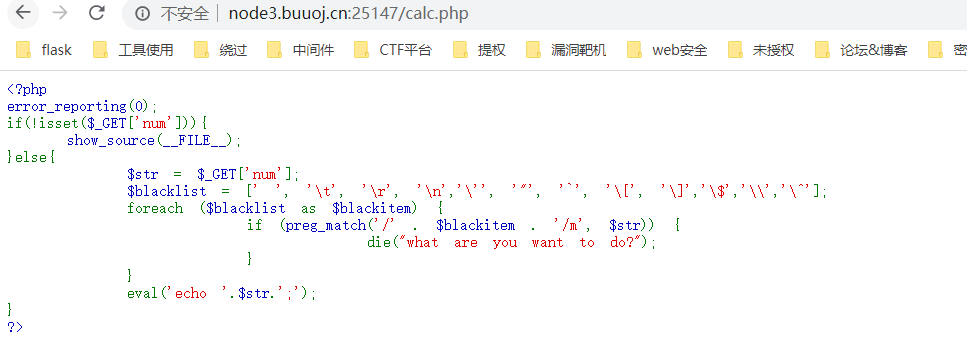 不安全 node3.buuoj.cn:25147/calc.php
flask 工具使用 绕过 中间件 CTF平台 提权 漏洞靶机 web安全 未授权 论坛&博客 密
<?php
error_reporting(0);
if(!isset($_GET['num'])){
    show_source(__FILE__);
}else{
        $str = $_GET['num'];
        $blacklist = [' ', '\t', '\r', '\n','\'', '"', '`', '\[', '\]','\$','\\','\^'];
        foreach ($blacklist as $blackitem) {
                if (preg_match('/' . $blackitem . '/m', $str)) {
                        die("what are you want to do?");
                }
        }
        eval('echo '.$str.';');
}
?>